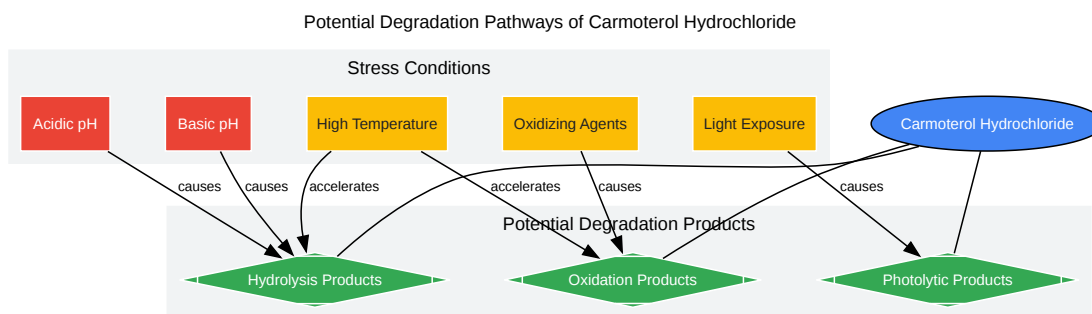 Potential Degradation Pathways of Carmoterol Hydrochloride
Stress Conditions
Acidic pH
Basic pH
High Temperature
Oxidizing Agents
Light Exposure
Carmoterol Hydrochloride
causes
causes
accelerates
accelerates
causes
causes
Potential Degradation Products
Hydrolysis Products
Oxidation Products
Photolytic Products